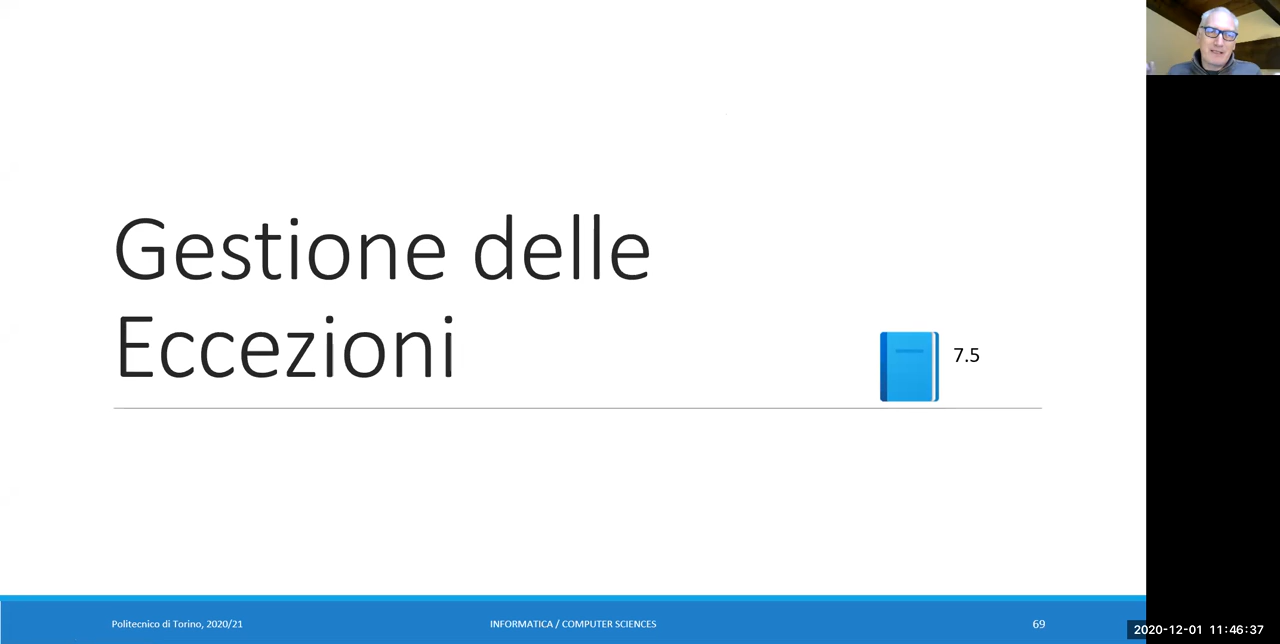 Gestione delle
Eccezioni
7.5
Politecnico di Torino, 2020/21
INFORMATICA / COMPUTER SCIENCES
69
2020-12-01 11:46:37